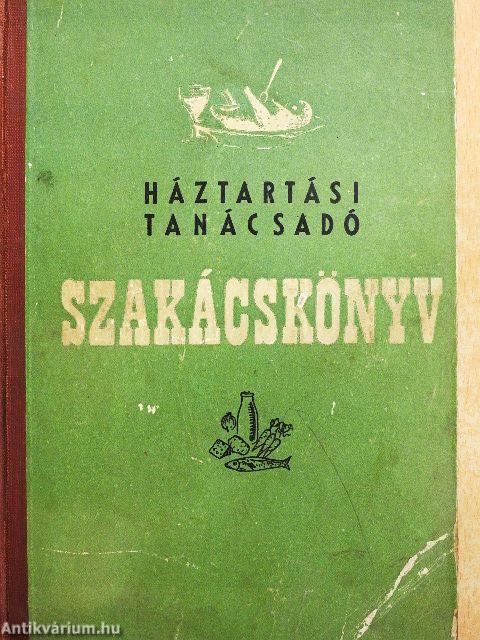 HÁZTARTÁSI
TANÁCSADÓ
SZAKÁCSKÖNYV
Antikvárium.hu